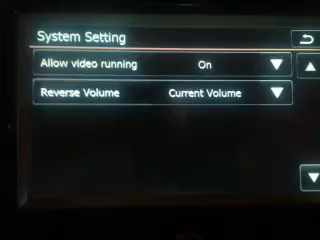 System Setting
Allow video running On
Reverse Volume Current Volume